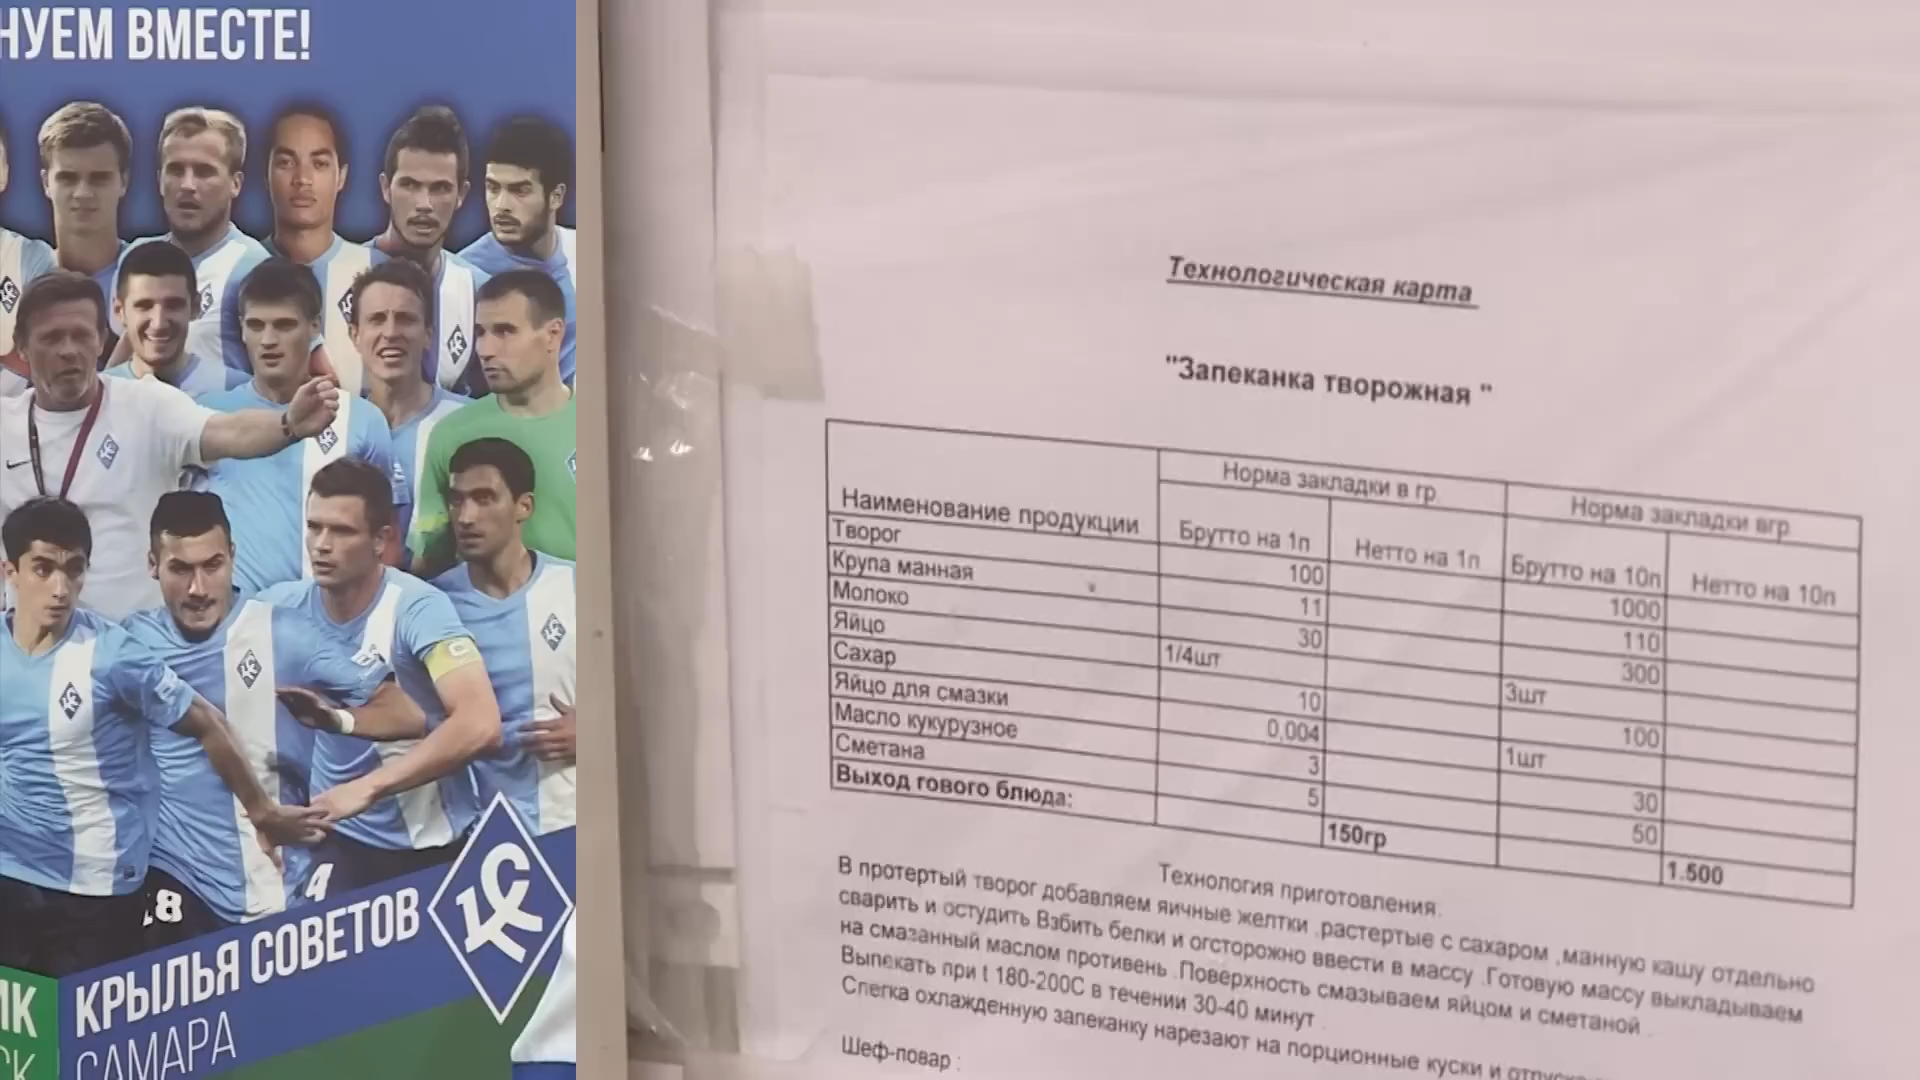 НУЕМ ВМЕСТЕ!
8
4
КРЫЛЬЯ СОВЕТОВ
САМАРА
ИК
СК
Технологическая карта
"Запеканка творожная "
Наименование продукции
Норма закладки в гр
Норма закладки вгр
Брутто на 1п
Нетто на 1п
Брутто на 10п
Нетто на 10п
Творог 100 1000
Крупа манная 11 110
Молоко 30 300
Яйцо 1/4шт 3шт
Сахар 10 100
Яйцо для смазки 0,004 1шт
Масло кукурузное 3 30
Сметана 5 50
Выход гового блюда: 150гр 1.500
Технология приготовления:
В протертый творог добавляем яичные желтки ,растертые с сахаром ,манную кашу отдельно
сварить и остудить Взбить белки и огсторожно ввести в массу .Готовую массу выкладываем
на смазанный маслом противень .Поверхность смазываем яйцом и сметаной .
Выпекать при t 180-200С в течении 30-40 минут .
Слегка охлажденную запеканку нарезают на порционные куски и
Шеф-повар :